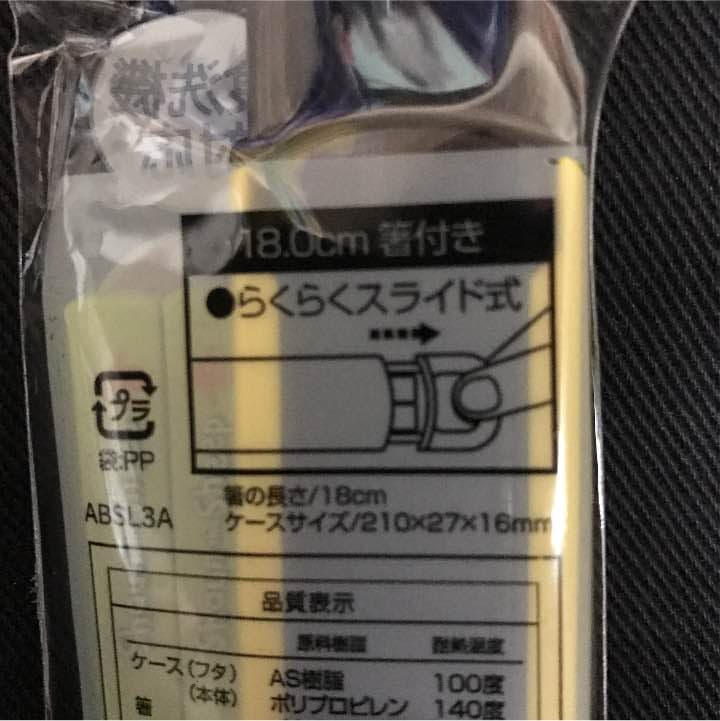 18.0cm 箸付き
●らくらくスライド式
プラ
袋:PP
ABSL3A
箸の長さ/18cm
ケースサイズ/210×27×16mm
品質表示
原料樹脂 耐熱温度
ケース(フタ) AS樹脂 100度
(本体) ポリプロピレン 140度
箸